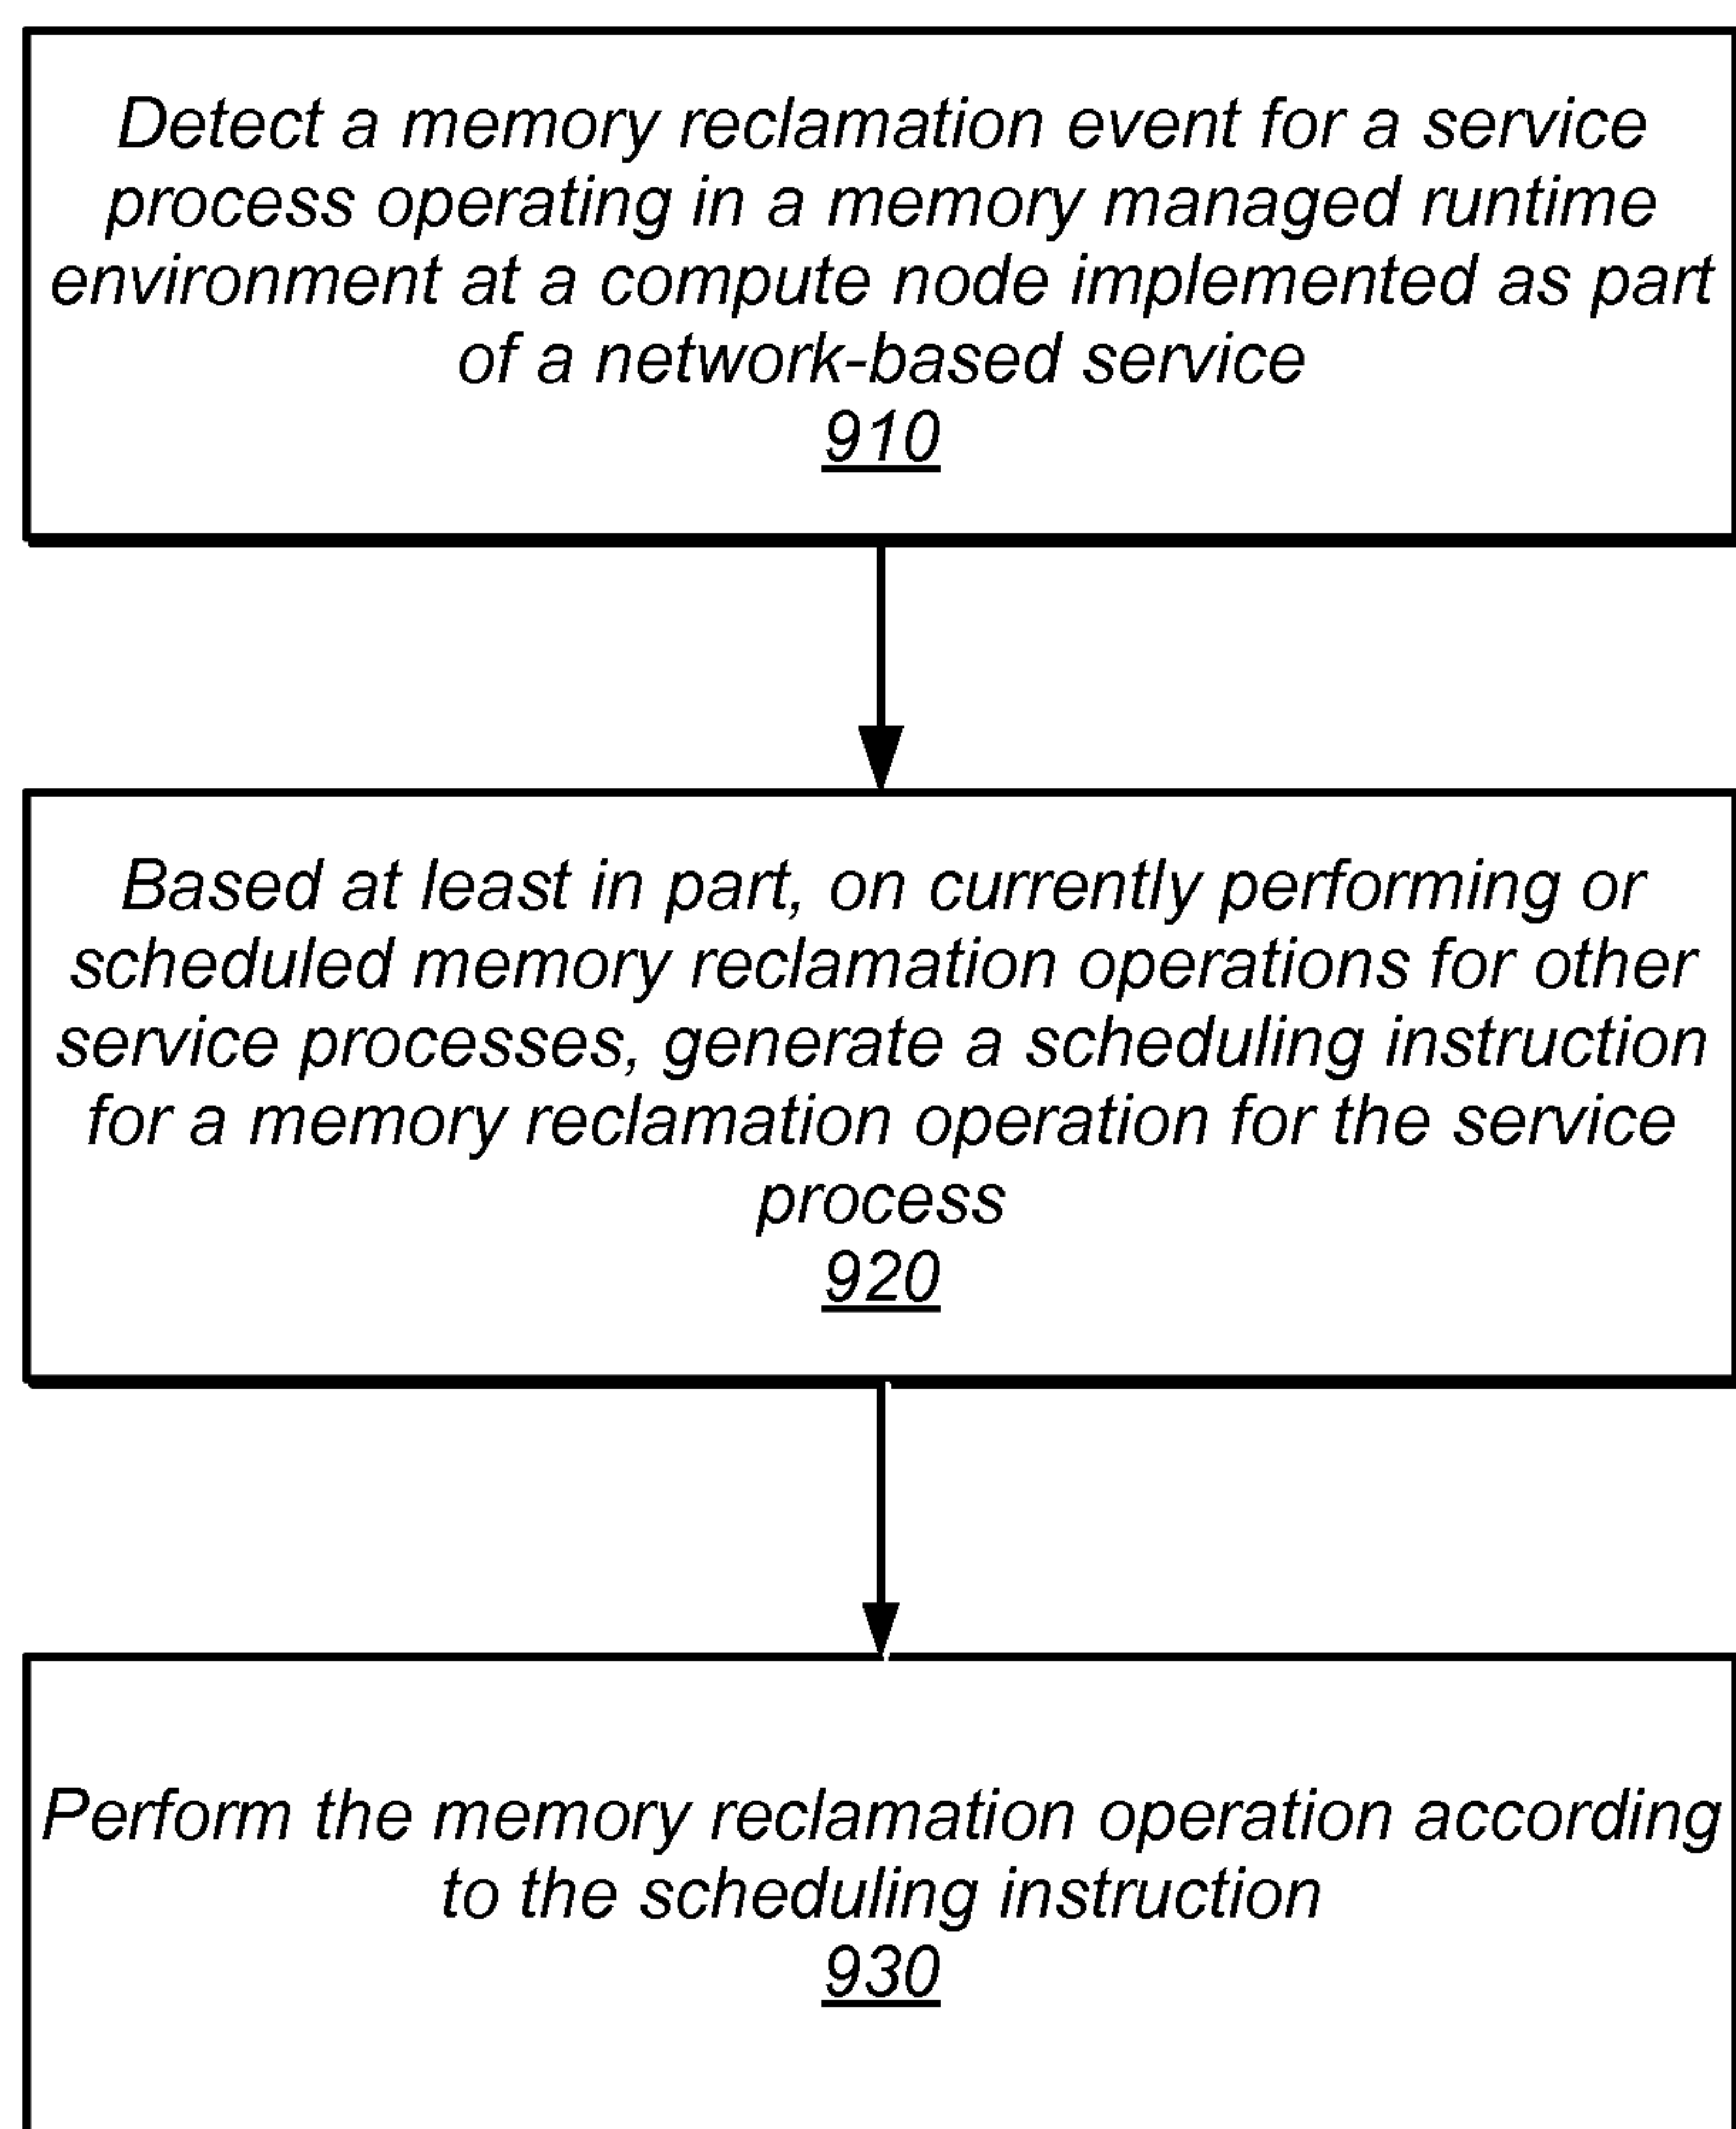 Detect a memory reclamation event for a service
process operating in a memory managed runtime
environment at a compute node implemented as part
of a network-based service
910
Based at least in part, on currently performing or
scheduled memory reclamation operations for other
service processes, generate a scheduling instruction
for a memory reclamation operation for the service
process
920
Perform the memory reclamation operation according
to the scheduling instruction
930